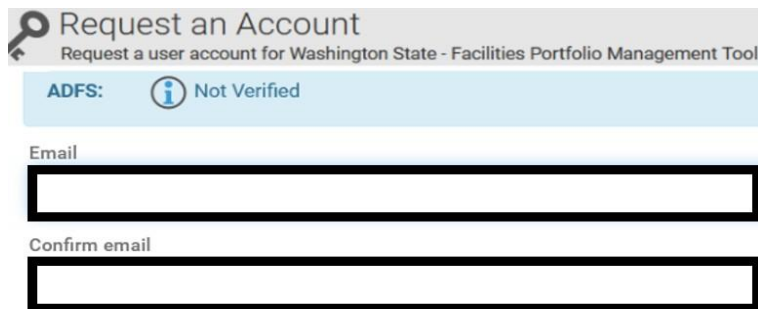 Request an Account
Request a user account for Washington State - Facilities Portfolio Management Tool
ADFS: Not Verified
Email
Confirm email